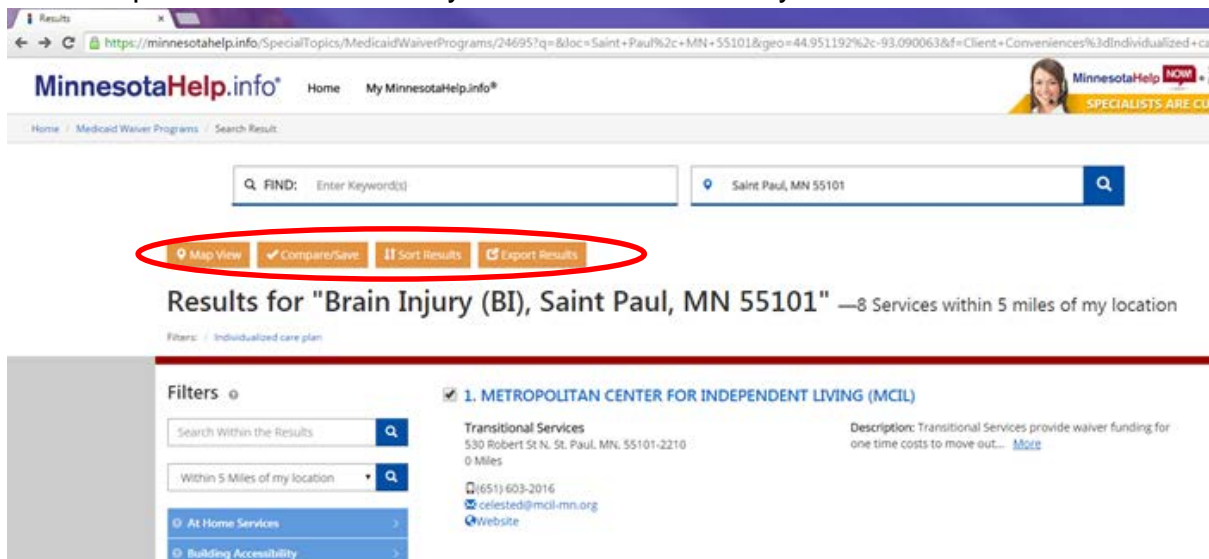 Results ×
https://minnesotahelp.info/SpecialTopics/MedicaidWaiverPrograms/24695?q=&loc=Saint+Paul%2c+MN+55101&geo=44.951192%2c-93.090063&f=Client+Conveniences%3dIndividualized+ca
MinnesotaHelp.info® Home My MinnesotaHelp.info® MinnesotaHelp NOW!
SPECIALISTS ARE CU
Home / Medicaid Waiver Programs / Search Result
FIND: Enter Keyword(s) Saint Paul, MN 55101
Map View Compare/Save Sort Results Export Results
Results for "Brain Injury (BI), Saint Paul, MN 55101" —8 Services within 5 miles of my location
Filters: / Individualized care plan
Filters
1. METROPOLITAN CENTER FOR INDEPENDENT LIVING (MCIL)
Search Within the Results
Transitional Services Description: Transitional Services provide waiver funding for
530 Robert St N, St. Paul, MN, 55101-2210 one time costs to move out... More
0 Miles
Within 5 Miles of my location
(651) 603-2016
celested@mcil-mn.org
Website
At Home Services
Building Accessibility